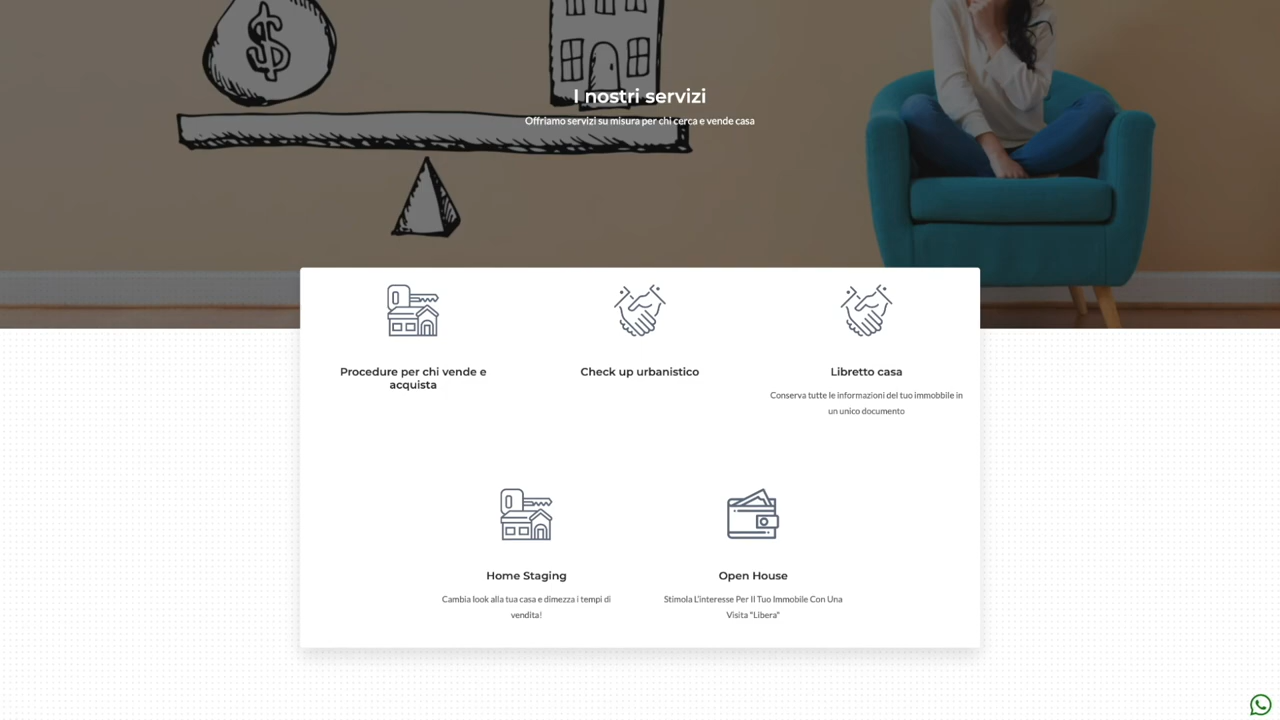 I nostri servizi
Offriamo servizi su misura per chi cerca e vende casa
Procedure per chi vende e
acquista
Check up urbanistico
Libretto casa
Conserva tutte le informazioni del tuo immobbile in
un unico documento
Home Staging
Cambia look alla tua casa e dimezza i tempi di
vendita!
Open House
Stimola L'interesse Per Il Tuo Immobile Con Una
Visita "Libera"